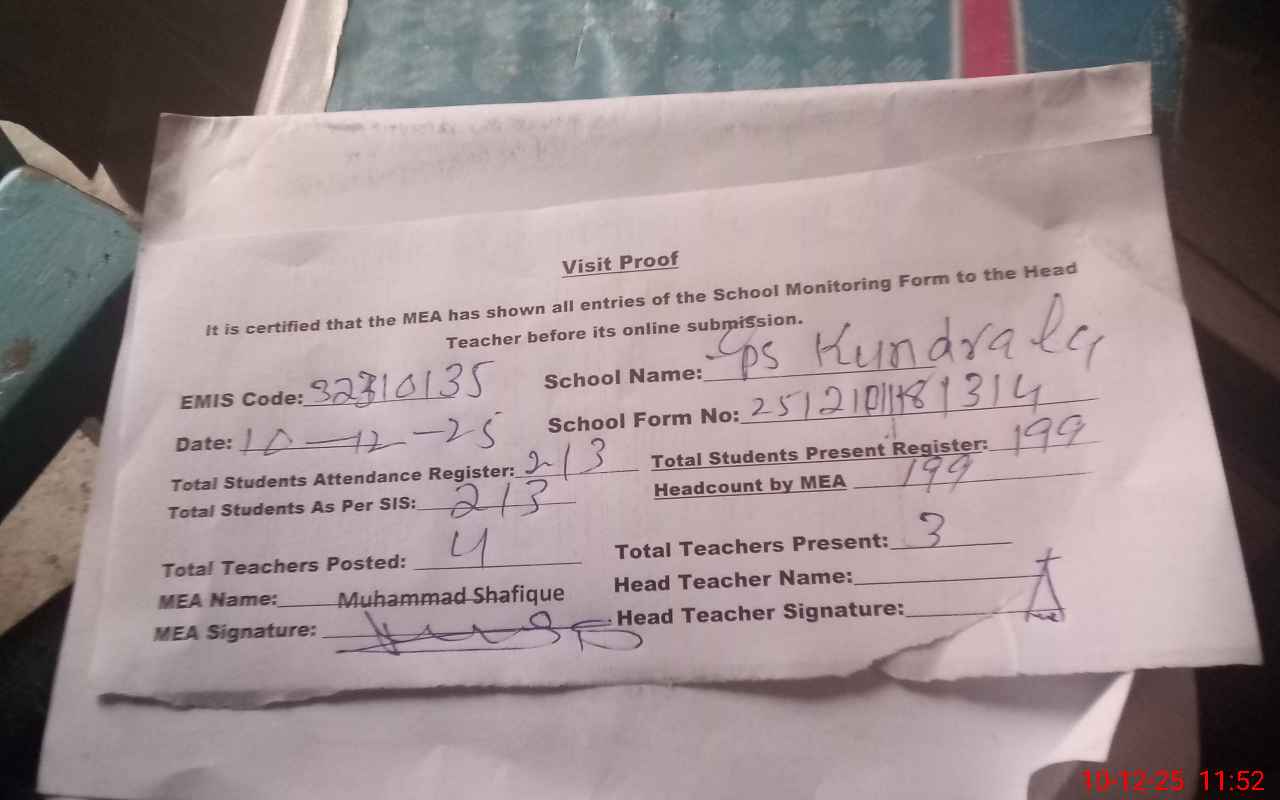 Visit Proof
It is certified that the MEA has shown all entries of the School Monitoring Form to the Head
Teacher before its online submission.
EMIS Code: 32310135 School Name: GPS Kundrala
Date: 10-12-25 School Form No:
Total Students Attendance Register: 213 Total Students Present Register: 199
Total Students As Per SIS: 213 Headcount by MEA 199
Total Teachers Posted: 4 Total Teachers Present: 3
MEA Name: Muhammad Shafique Head Teacher Name:
MEA Signature: Head Teacher Signature:
10-12-25 11:52